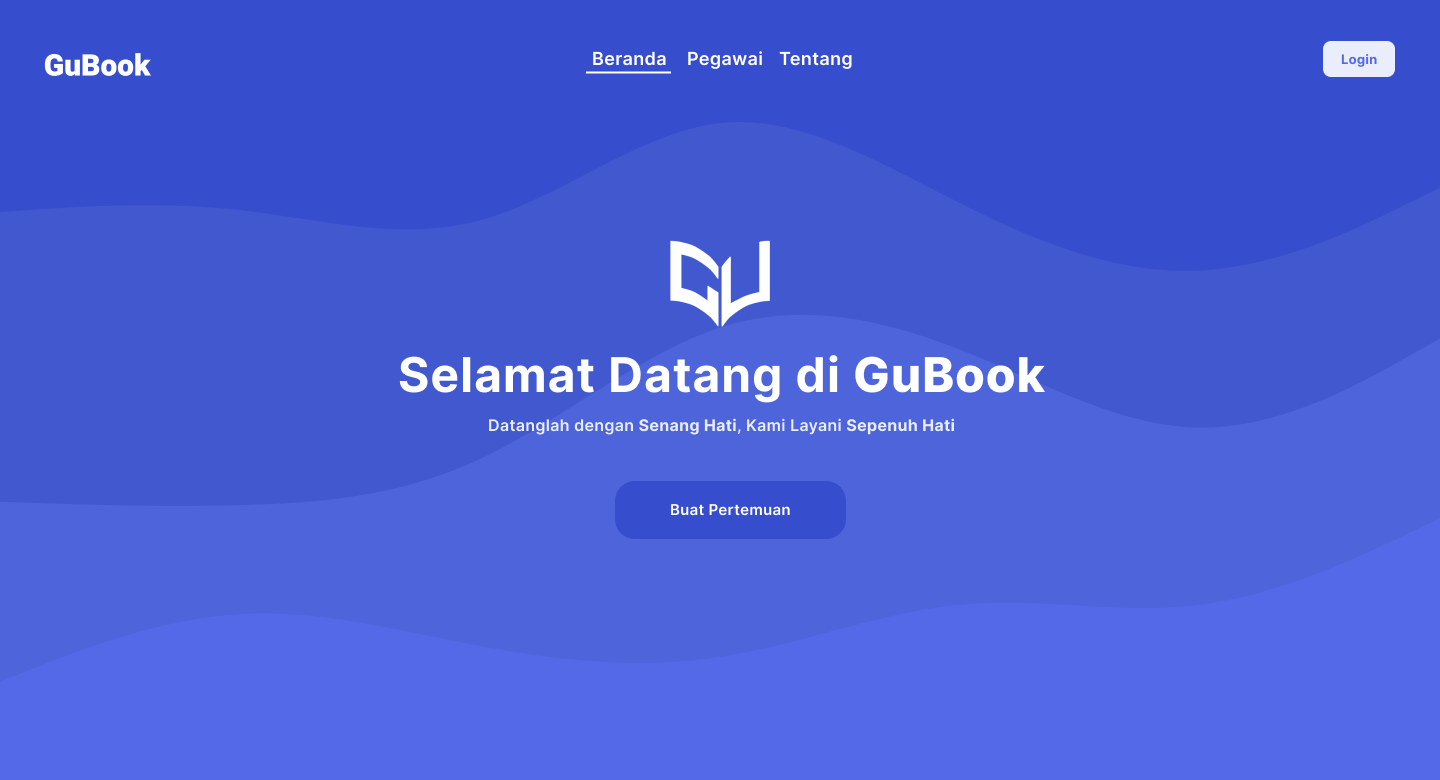 GuBook
Beranda Pegawai Tentang
Login
Selamat Datang di GuBook
Datanglah dengan Senang Hati, Kami Layani Sepenuh Hati
Buat Pertemuan